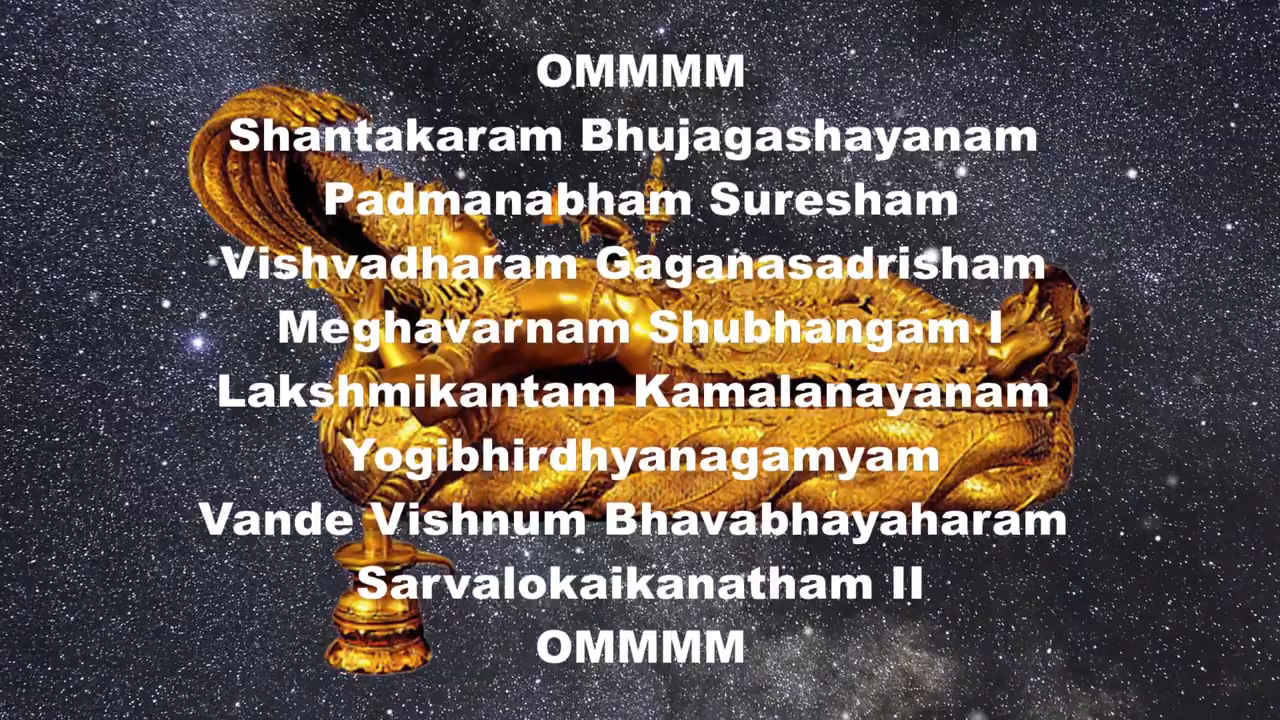 OMMMM
Shantakaram Bhujagashayanam
Padmanabham Suresham
Vishvadharam Gaganasadrisham
Meghavarnam Shubhangam I
Lakshmikantam Kamalanayanam
Yogibhirdhyanagamyam
Vande Vishnum Bhavabhayaharam
Sarvalokaikanatham II
OMMMM